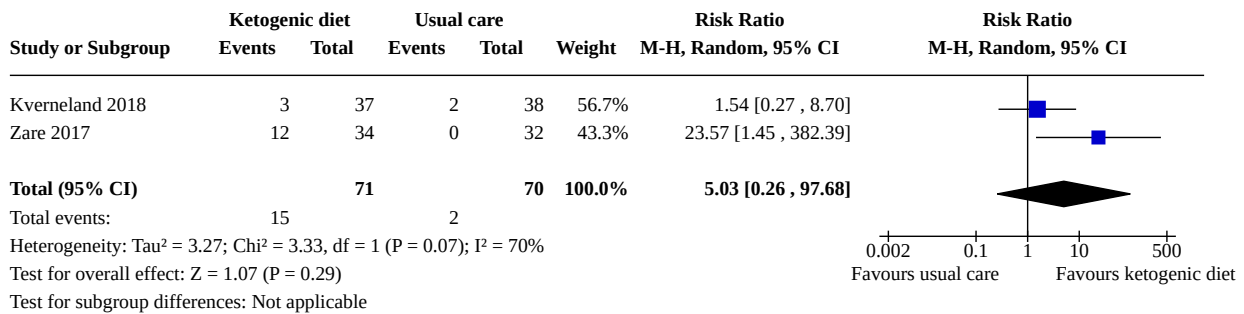 Ketogenic diet Usual care Risk Ratio Risk Ratio
Study or Subgroup Events Total Events Total Weight M-H, Random, 95% CI M-H, Random, 95% CI
Kverneland 2018 3 37 2 38 56.7% 1.54 [0.27 , 8.70]
Zare 2017 12 34 0 32 43.3% 23.57 [1.45 , 382.39]
Total (95% CI) 71 70 100.0% 5.03 [0.26 , 97.68]
Total events: 15 2
Heterogeneity: Tau² = 3.27; Chi² = 3.33, df = 1 (P = 0.07); I² = 70%
0.002 0.1 1 10 500
Test for overall effect: Z = 1.07 (P = 0.29) Favours usual care Favours ketogenic diet
Test for subgroup differences: Not applicable